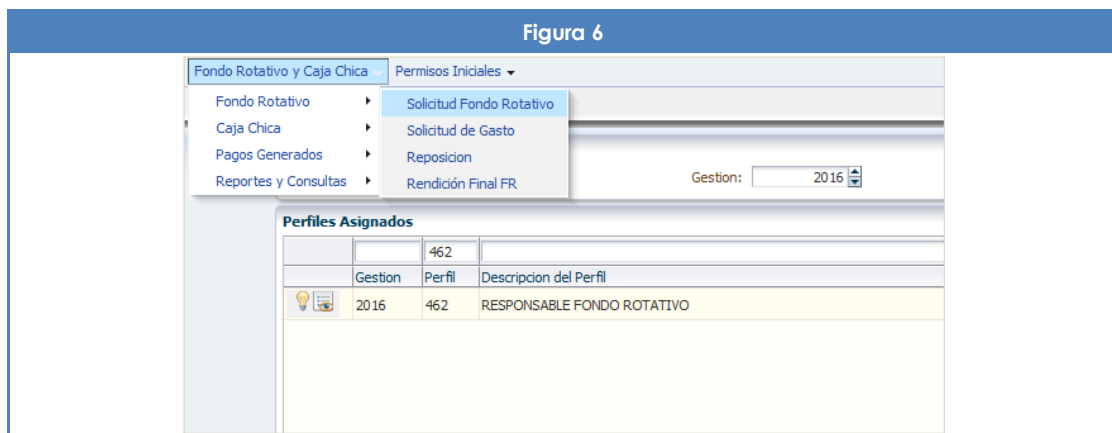 Figura 6
Fondo Rotativo y Caja Chica Permisos Iniciales
Fondo Rotativo Solicitud Fondo Rotativo
Caja Chica Solicitud de Gasto
Pagos Generados Reposicion
Reportes y Consultas Rendición Final FR
Gestion: 2016
Perfiles Asignados
462
Gestion Perfil Descripcion del Perfil
2016 462 RESPONSABLE FONDO ROTATIVO